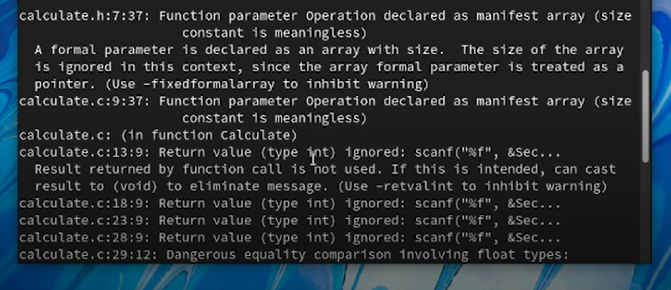 calculate.h:7:37: Function parameter Operation declared as manifest array (size
constant is meaningless)
A formal parameter is declared as an array with size.  The size of the array
is ignored in this context, since the array formal parameter is treated as a
pointer. (Use -fixedformalarray to inhibit warning)
calculate.c:9:37: Function parameter Operation declared as manifest array (size
constant is meaningless)
calculate.c: (in function Calculate)
calculate.c:13:9: Return value (type int) ignored: scanf("%f", &Sec...
Result returned by function call is not used. If this is intended, can cast
result to (void) to eliminate message. (Use -retvalint to inhibit warning)
calculate.c:18:9: Return value (type int) ignored: scanf("%f", &Sec...
calculate.c:23:9: Return value (type int) ignored: scanf("%f", &Sec...
calculate.c:28:9: Return value (type int) ignored: scanf("%f", &Sec...
calculate.c:29:12: Dangerous equality comparison involving float types: